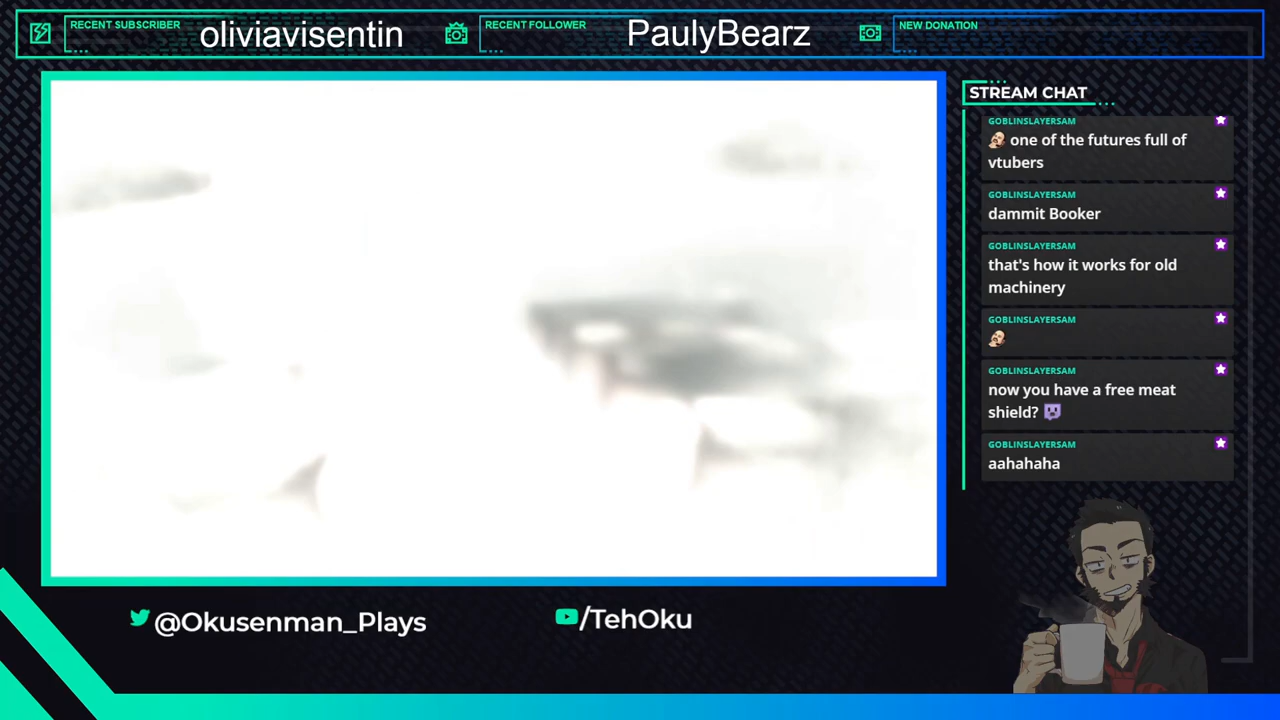 RECENT SUBSCRIBER
oliviavisentin
RECENT FOLLOWER
PaulyBearz
NEW DONATION
STREAM CHAT
GOBLINSLAYERSAM
one of the futures full of
vtubers
GOBLINSLAYERSAM
dammit Booker
GOBLINSLAYERSAM
that's how it works for old
machinery
GOBLINSLAYERSAM
GOBLINSLAYERSAM
now you have a free meat
shield?
GOBLINSLAYERSAM
aahahaha
@Okusenman_Plays
/TehOku